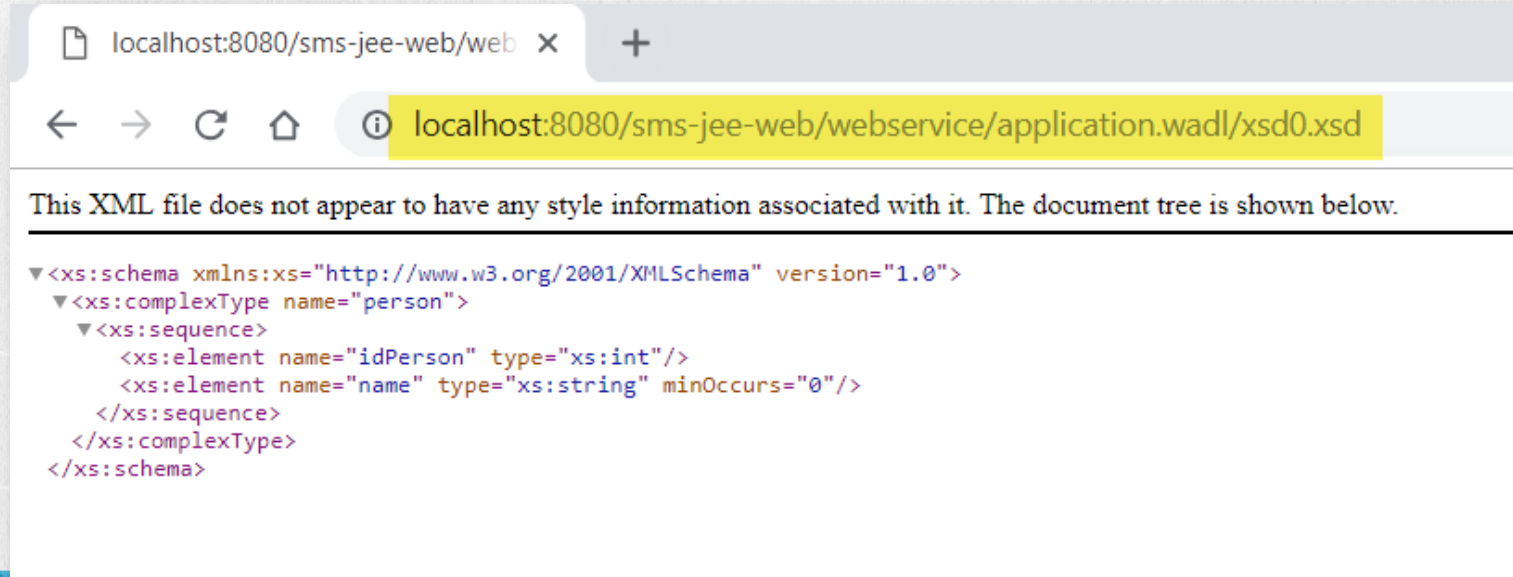 localhost:8080/sms-jee-web/web
localhost:8080/sms-jee-web/webservice/application.wadl/xsd0.xsd
This XML file does not appear to have any style information associated with it. The document tree is shown below.
▼<xs:schema xmlns:xs="http://www.w3.org/2001/XMLSchema" version="1.0">
▼<xs:complexType name="person">
▼<xs:sequence>
<xs:element name="idPerson" type="xs:int"/>
<xs:element name="name" type="xs:string" minOccurs="0"/>
</xs:sequence>
</xs:complexType>
</xs:schema>